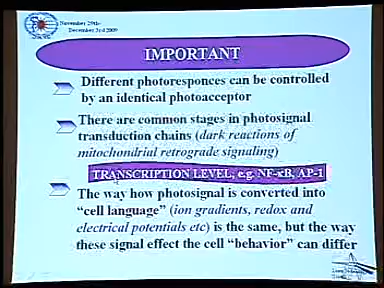 November 29th-
December 3rd 2009
IMPORTANT
Different photoresponces can be controlled
by an identical photoacceptor
There are common stages in photosignal
transduction chains (dark reactions of
mitochondrial retrograde signaling)
TRANSCRIPTION LEVEL, e.g. NF-κB, AP-1
The way how photosignal is converted into
"cell language" (ion gradients, redox and
electrical potentials etc) is the same, but the way
these signal effect the cell "behavior" can differ